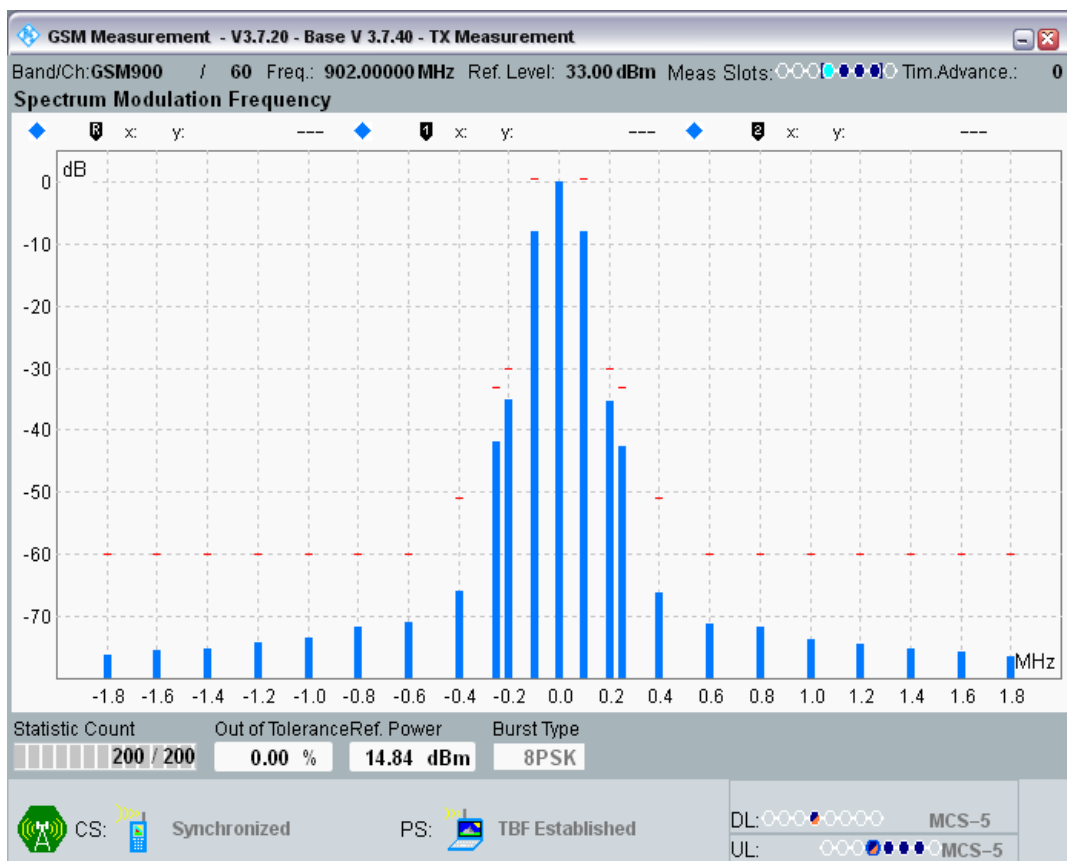 GSM Measurement - V3.7.20 - Base V 3.7.40 - TX Measurement
Band/Ch:GSM900 / 60 Freq.: 902.00000 MHz Ref. Level: 33.00 dBm Meas Slots: Tim.Advance.: 0
Spectrum Modulation Frequency
R x: y: --- 1 x: y: --- 2 x: y: ---
dB
0
-10
-20
-30
-40
-50
-60
-70
MHz
-1.8 -1.6 -1.4 -1.2 -1.0 -0.8 -0.6 -0.4 -0.2 0.0 0.2 0.4 0.6 0.8 1.0 1.2 1.4 1.6 1.8
Statistic Count Out of Tolerance Ref. Power Burst Type
200 / 200 0.00 % 14.84 dBm 8PSK
CS: Synchronized PS: TBF Established
DL: MCS-5
UL: MCS-5